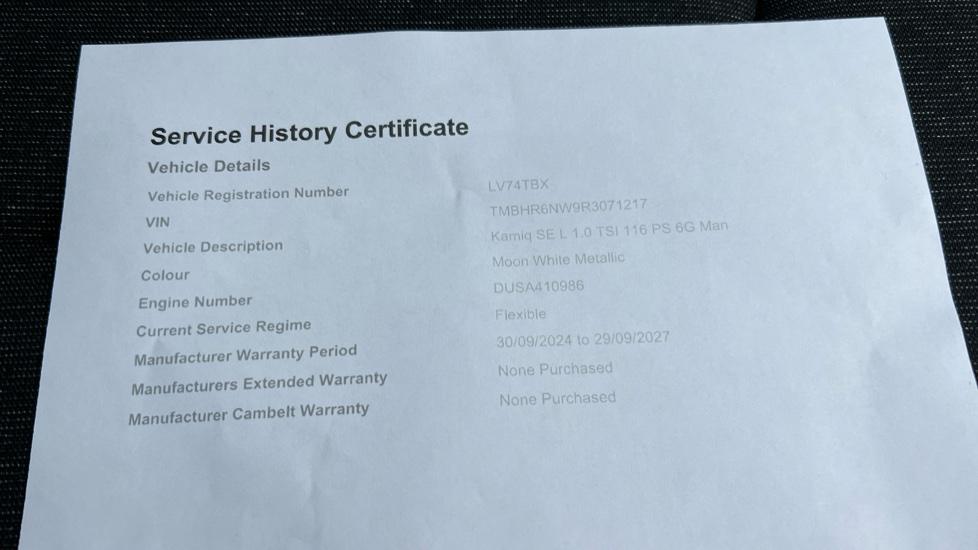 Service History Certificate
Vehicle Details
Vehicle Registration Number LV74TBX
VIN TMBHR6NW9R3071217
Vehicle Description Kamiq SE L 1.0 TSI 116 PS 6G Man
Colour Moon White Metallic
Engine Number DUSA410986
Current Service Regime Flexible
Manufacturer Warranty Period 30/09/2024 to 29/09/2027
Manufacturers Extended Warranty None Purchased
Manufacturer Cambelt Warranty None Purchased